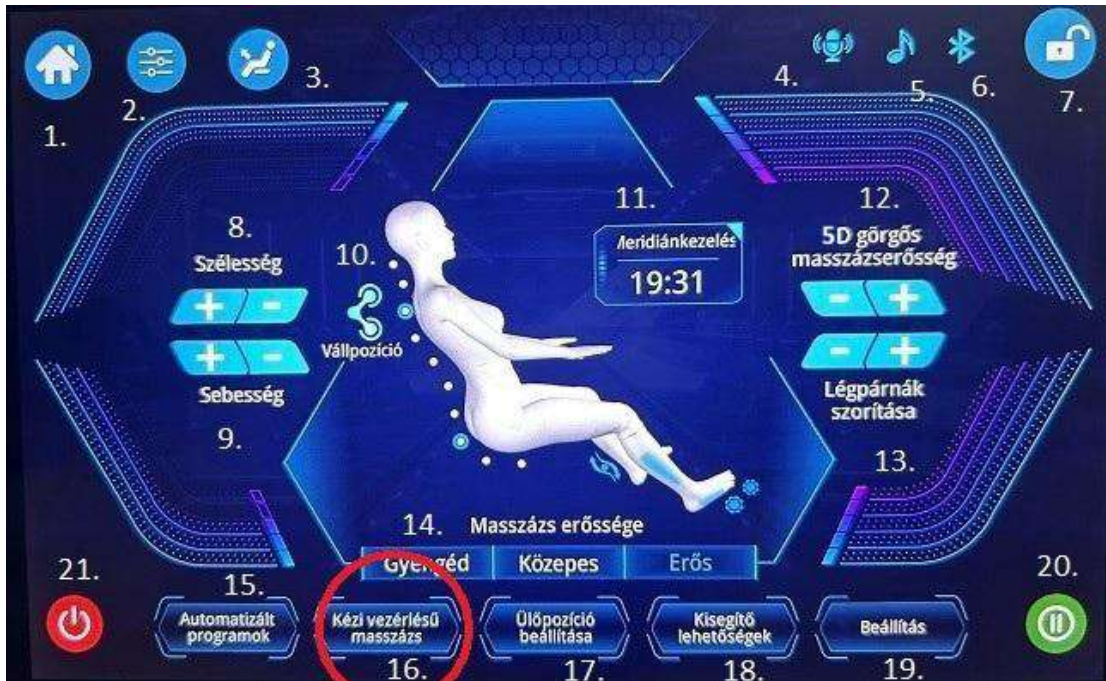 1.
2.
3.
4.
5.
6.
7.
8.
Szélesség
+ -
+ -
Sebesség
9.
10.
Vállpozíció
11.
Meridiánkezelés
19:31
12.
5D görgős
masszázserősség
- +
- +
Légpárnák
szorítása
13.
14. Masszázs erőssége
Gyengéd Közepes Erős
21.
15.
Automatizált
programok
Kézi vezérlésű
masszázs
16.
Ülőpozíció
beállítása
17.
Kisegítő
lehetőségek
18.
Beállítás
19.
20.